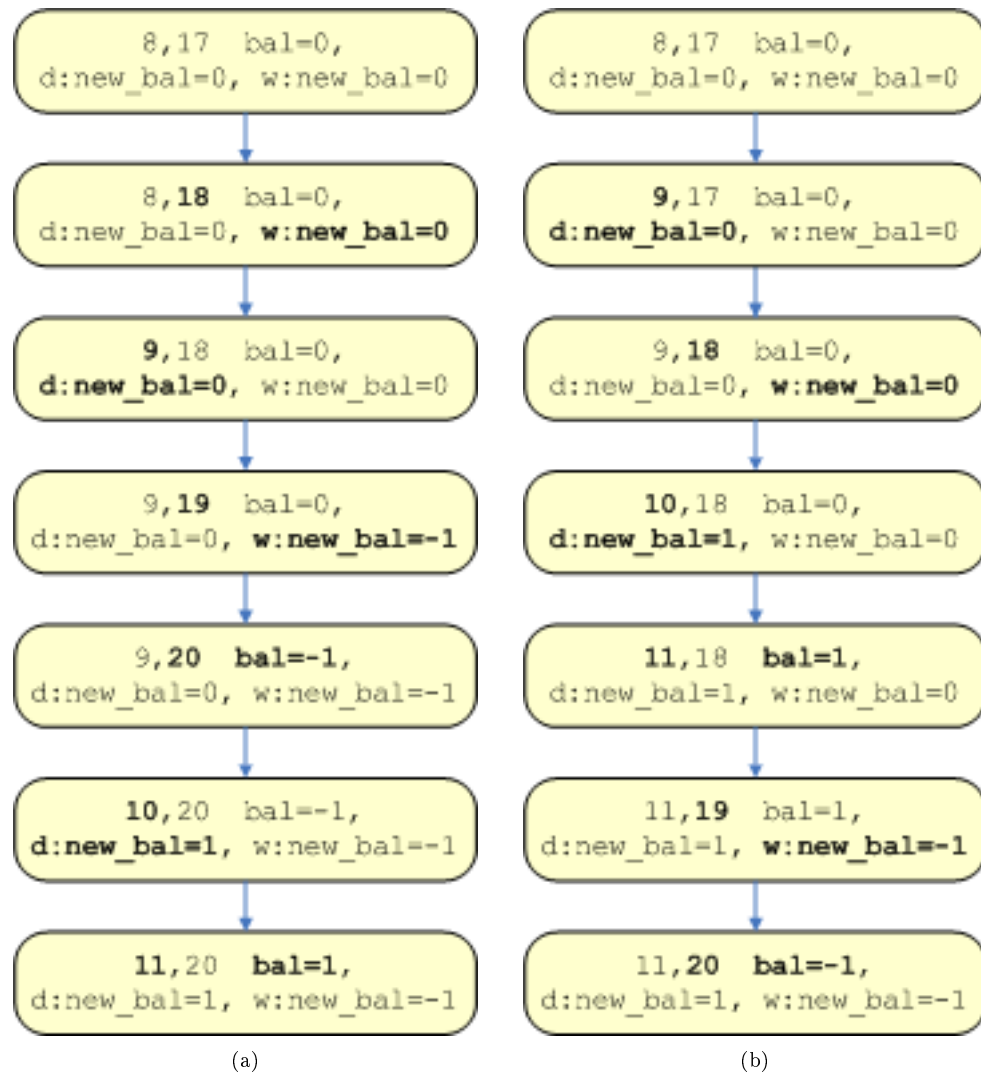 8,17 bal=0,
d:new_bal=0, w:new_bal=0
8,18 bal=0,
d:new_bal=0, w:new_bal=0
9,18 bal=0,
d:new_bal=0, w:new_bal=0
9,19 bal=0,
d:new_bal=0, w:new_bal=-1
9,20 bal=-1,
d:new_bal=0, w:new_bal=-1
10,20 bal=-1,
d:new_bal=1, w:new_bal=-1
11,20 bal=1,
d:new_bal=1, w:new_bal=-1
(a)
8,17 bal=0,
d:new_bal=0, w:new_bal=0
9,17 bal=0,
d:new_bal=0, w:new_bal=0
9,18 bal=0,
d:new_bal=0, w:new_bal=0
10,18 bal=0,
d:new_bal=1, w:new_bal=0
11,18 bal=1,
d:new_bal=1, w:new_bal=0
11,19 bal=1,
d:new_bal=1, w:new_bal=-1
11,20 bal=-1,
d:new_bal=1, w:new_bal=-1
(b)